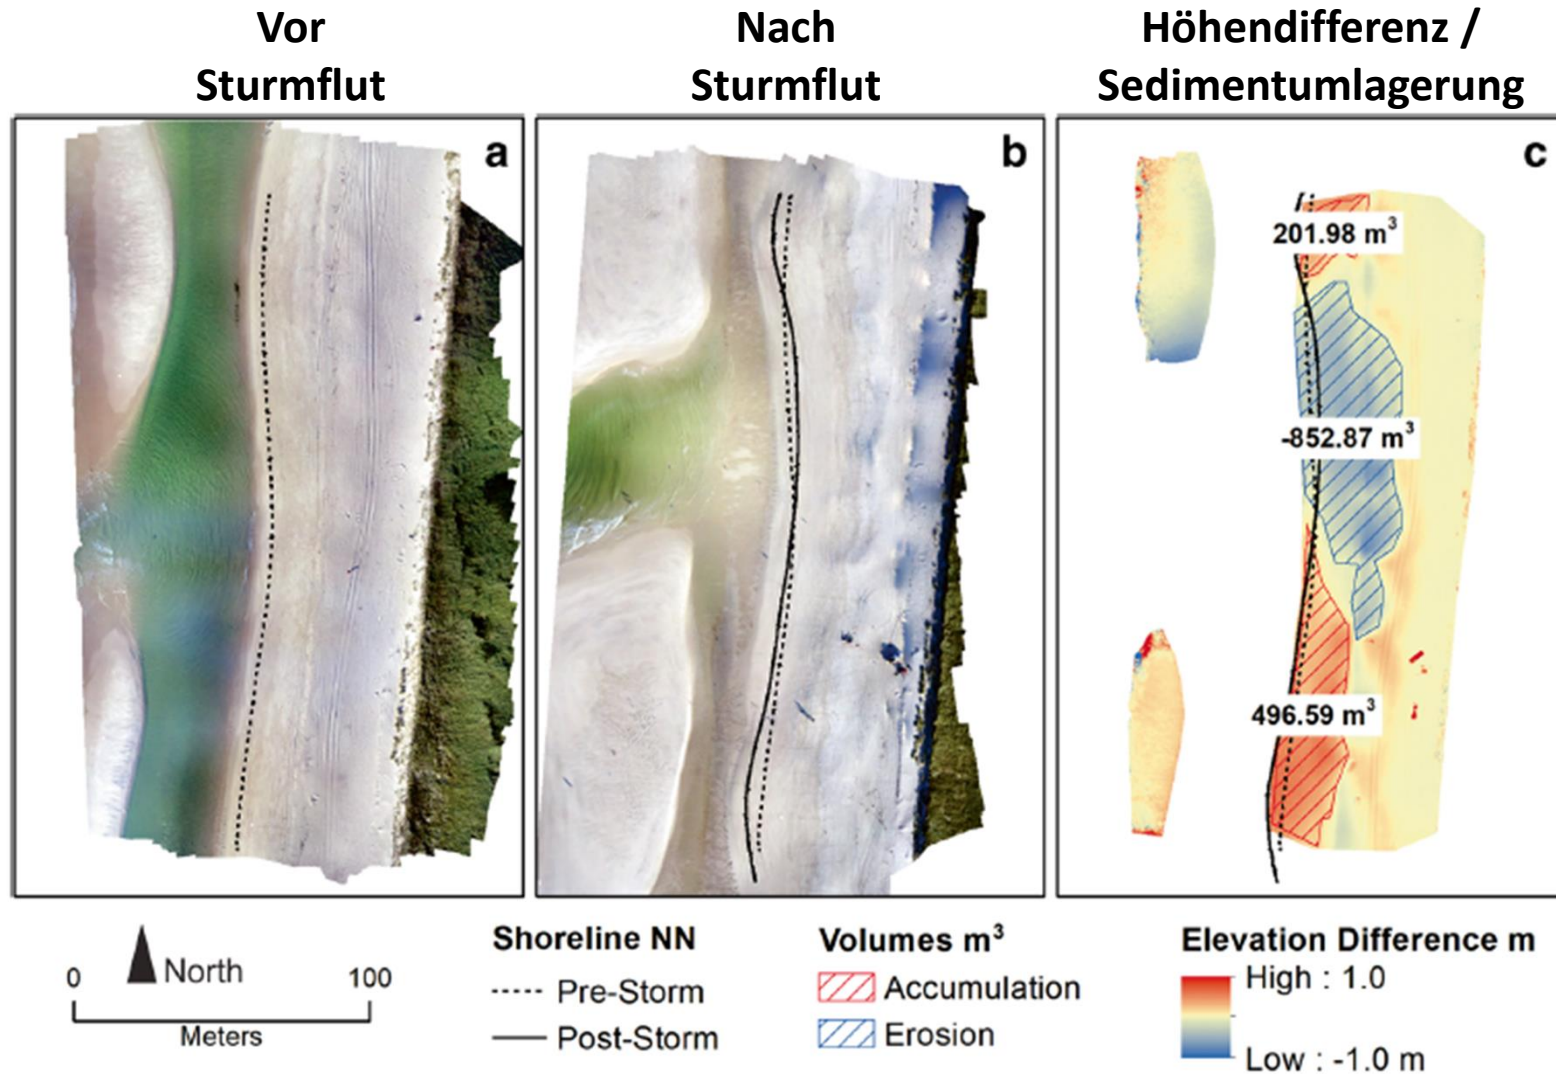 Vor
Sturmflut
Nach
Sturmflut
Höhendifferenz /
Sedimentumlagerung
a
b
c
201.98 m³
-852.87 m³
496.59 m³
0
North
100
Meters
Shoreline NN
Pre-Storm
Post-Storm
Volumes m³
Accumulation
Erosion
Elevation Difference m
High : 1.0
Low : -1.0 m